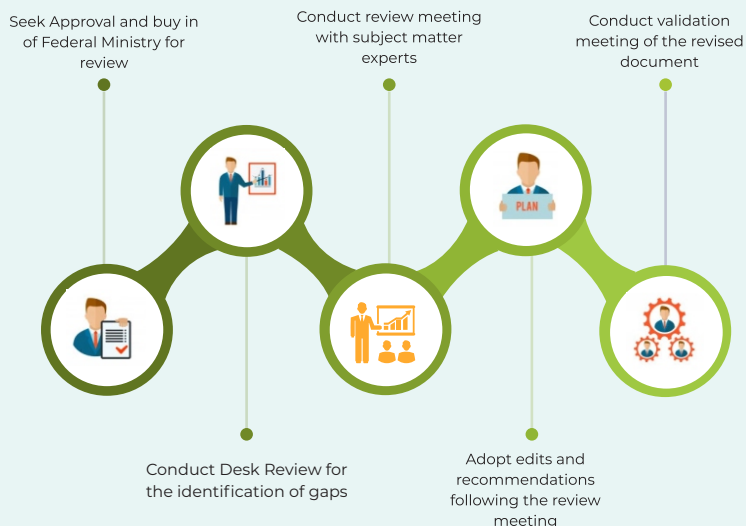 Seek Approval and buy in
of Federal Ministry for
review
Conduct review meeting
with subject matter
experts
Conduct validation
meeting of the revised
document
PLAN
Conduct Desk Review for
the identification of gaps
Adopt edits and
recommendations
following the review
meeting